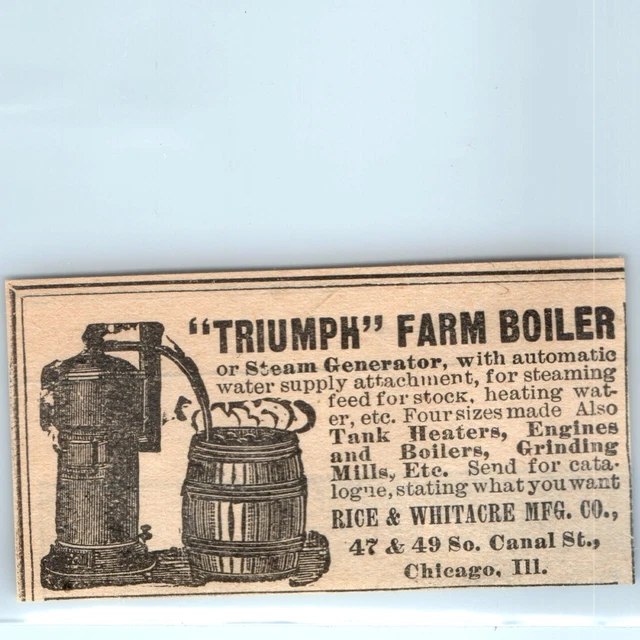 "TRIUMPH" FARM BOILER
or Steam Generator, with automatic
water supply attachment, for steaming
feed for stock, heating wat-
er, etc. Four sizes made Also
Tank Heaters, Engines
and Boilers, Grinding
Mills, Etc. Send for cata-
logue, stating what you want
RICE & WHITACRE MFG. CO.,
47 & 49 So. Canal St.,
Chicago, Ill.